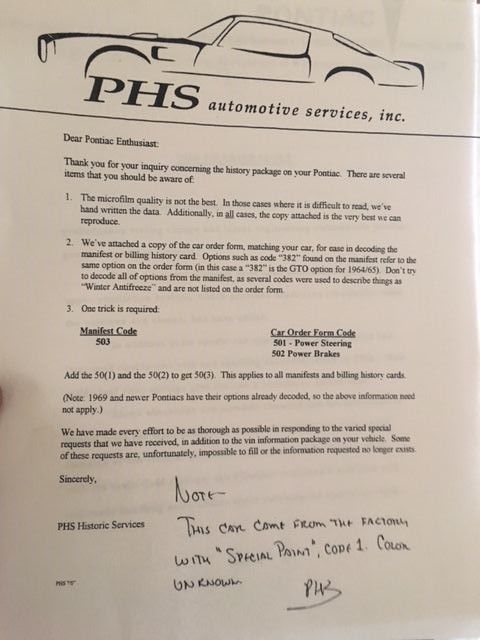 PHS automotive services, inc.
Dear Pontiac Enthusiast:
Thank you for your inquiry concerning the history package on your Pontiac. There are several
items that you should be aware of:
1. The microfilm quality is not the best. In those cases where it is difficult to read, we've
hand written the data. Additionally, in all cases, the copy attached is the very best we can
reproduce.
2. We've attached a copy of the car order form, matching your car, for ease in decoding the
manifest or billing history card. Options such as code "382" found on the manifest refer to the
same option on the order form (in this case a "382" is the GTO option for 1964/65). Don't try
to decode all of options from the manifest, as several codes were used to describe things as
"Winter Antifreeze" and are not listed on the order form.
3. One trick is required:
Manifest Code Car Order Form Code
503 501 - Power Steering
502 Power Brakes
Add the 50(1) and the 50(2) to get 50(3). This applies to all manifests and billing history cards.
(Note: 1969 and newer Pontiacs have their options already decoded, so the above information need
not apply.)
We have made every effort to be as thorough as possible in responding to the varied special
requests that we have received, in addition to the vin information package on your vehicle. Some
of these requests are, unfortunately, impossible to fill or the information requested no longer exists.
Sincerely,
PHS Historic Services
NOTE-
THIS CAR CAME FROM THE FACTORY
WITH "SPECIAL PAINT", CODE 1. COLOR
UNKNOWN
PHS